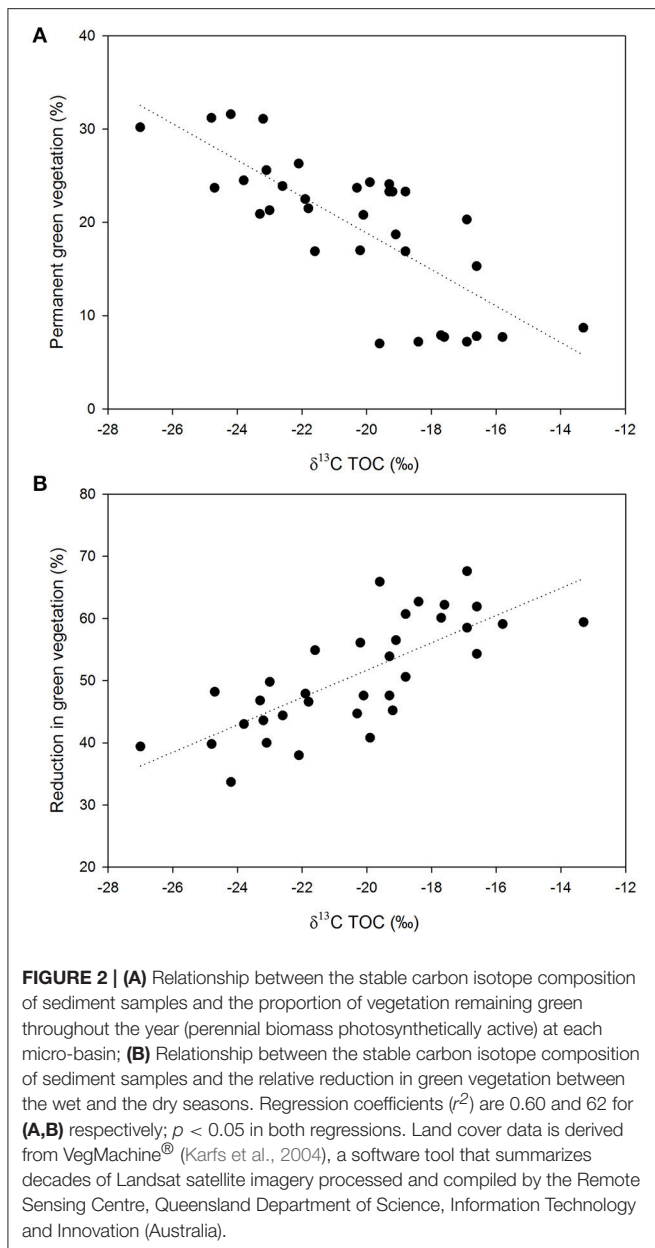 A
40
30
20
10
0
Permanent green vegetation (%)
-28 -26 -24 -22 -20 -18 -16 -14 -12
δ¹³C TOC (‰)
B
80
70
60
50
40
30
20
Reduction in green vegetation (%)
-28 -26 -24 -22 -20 -18 -16 -14 -12
δ¹³C TOC (‰)
FIGURE 2 | (A) Relationship between the stable carbon isotope composition
of sediment samples and the proportion of vegetation remaining green
throughout the year (perennial biomass photosynthetically active) at each
micro-basin; (B) Relationship between the stable carbon isotope composition
of sediment samples and the relative reduction in green vegetation between
the wet and the dry seasons. Regression coefficients (r²) are 0.60 and 62 for
(A,B) respectively; p < 0.05 in both regressions. Land cover data is derived
from VegMachine® (Karfs et al., 2004), a software tool that summarizes
decades of Landsat satellite imagery processed and compiled by the Remote
Sensing Centre, Queensland Department of Science, Information Technology
and Innovation (Australia).